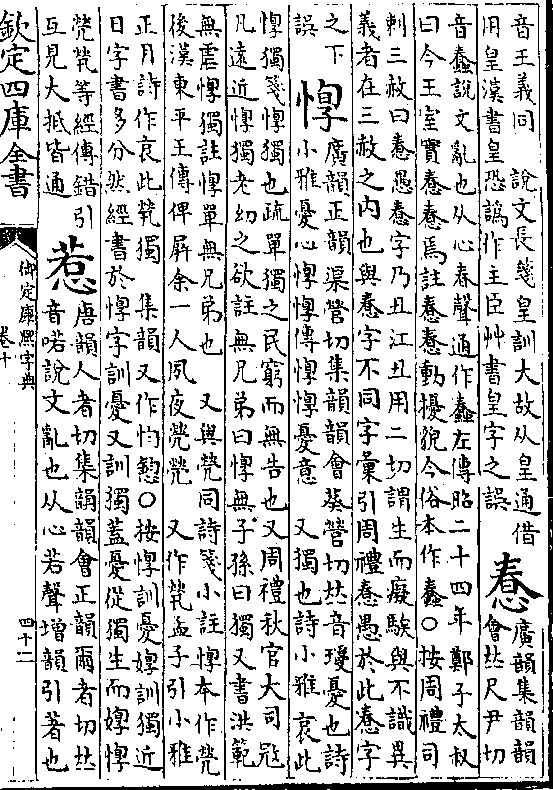 音王義同 說文長箋皇訓大故从皇通借
用皇漢書皇恐譌作主臣艸書皇字之誤
惷
廣韻集韻韻
會𠀤尺尹切
音蠢說文亂也从心春聲通作蠢左傳昭二十四年鄭子太叔
曰今王室實惷惷焉註惷惷動擾貌今俗本作蠢○按周禮司
刺三赦曰惷愚惷字乃丑江丑用二切謂生而癡騃與不識異
義者在三赦之內也與惷字不同字彙引周禮惷愚於此惷字
之下
誤
惸
廣韻正韻渠營切集韻韻會葵營切𠀤音瓊憂也詩
小雅憂心惸惸傳惸惸憂意 又獨也詩小雅哀此
惸獨箋惸獨也疏單獨之民窮而無告也又周禮秋官大司寇
凡遠近惸獨老幼之欲註無兄弟曰惸無子孫曰獨又書洪範
無虐惸獨註惸單無兄弟也 又與煢同詩箋小註惸本作煢
後漢東平王傳俾屏余一人夙夜煢煢 又作㷀孟子引小雅
正月詩作哀此㷀獨 集韻又作○按惸訓憂嬛訓獨近
日字書多分然經書於惸字訓憂又訓獨蓋憂從獨生而嬛惸
煢㷀等經傳錯引
互見大抵皆通
惹
唐韻人者切集韻韻會正韻爾者切𠀤
音喏說文亂也从心若聲增韻引著也
欽定四庫全書
御定康熙字典
卷十
四十二